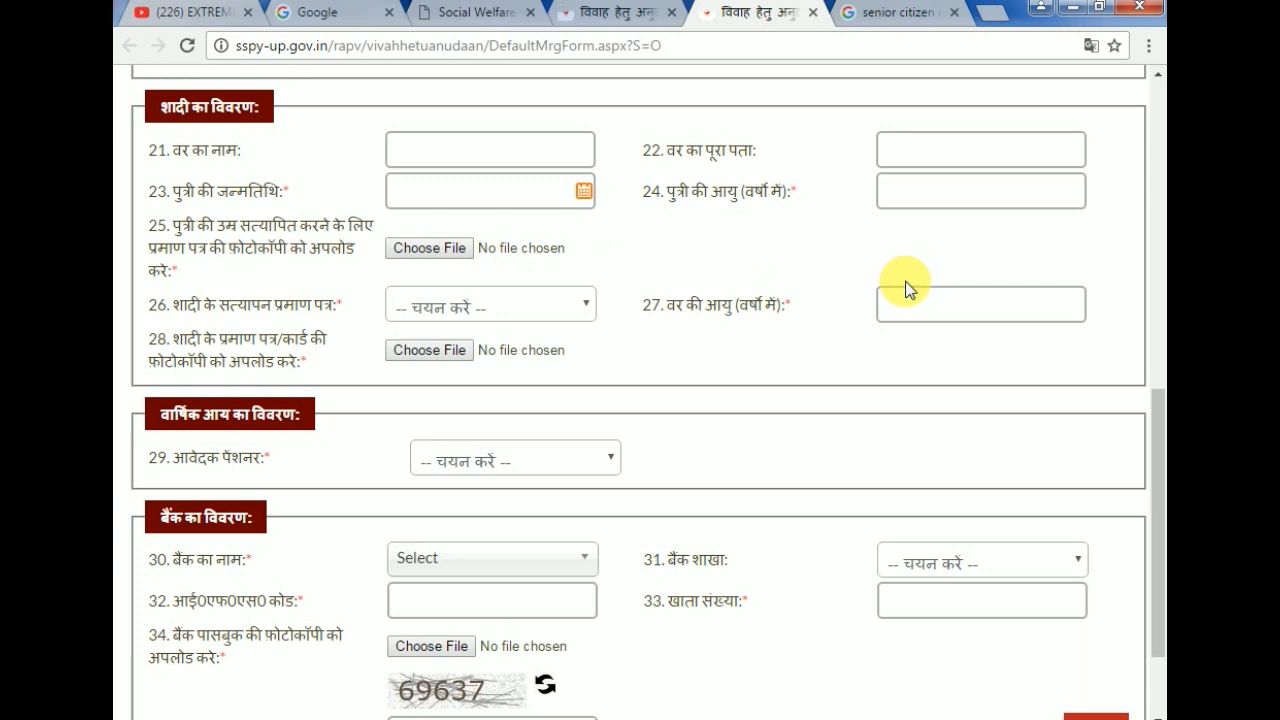 (226) EXTREM
Google
Social Welfare
विवाह हेतु अनु
विवाह हेतु अनु
senior citizen
sspy-up.gov.in/rapv/vivahhetuanudaan/DefaultMrgForm.aspx?S=O
शादी का विवरण:
21. वर का नाम:
22. वर का पूरा पता:
23. पुत्री की जन्मतिथि:*
24. पुत्री की आयु (वर्षो में):*
25. पुत्री की उम्र सत्यापित करने के लिए
प्रमाण पत्र की फ़ोटोकॉपी को अपलोड
करे:*
Choose File No file chosen
26. शादी के सत्यापन प्रमाण पत्र:*
-- चयन करें --
27. वर की आयु (वर्षो में):*
28. शादी के प्रमाण पत्र/कार्ड की
फ़ोटोकॉपी को अपलोड करे:*
Choose File No file chosen
वार्षिक आय का विवरण:
29. आवेदक पेंशनर:*
-- चयन करें --
बैंक का विवरण:
30. बैंक का नाम:*
Select
31. बैंक शाखा:
-- चयन करें --
32. आई0एफ0एस0 कोड:*
33. खाता संख्या:*
34. बैंक पासबुक की फ़ोटोकॉपी को
अपलोड करे:*
Choose File No file chosen
69637